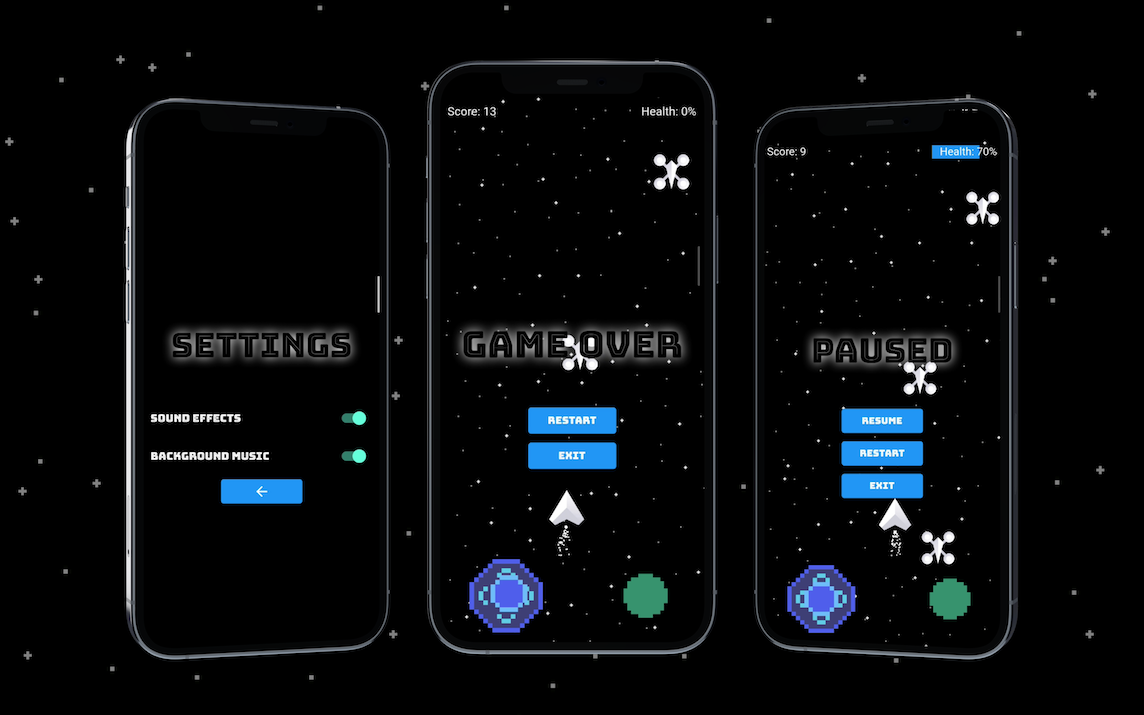 SETTINGS
SOUND EFFECTS
BACKGROUND MUSIC
Score: 13
Health: 0%
GAME OVER
RESTART
EXIT
Score: 9
Health: 70%
PAUSED
RESUME
RESTART
EXIT